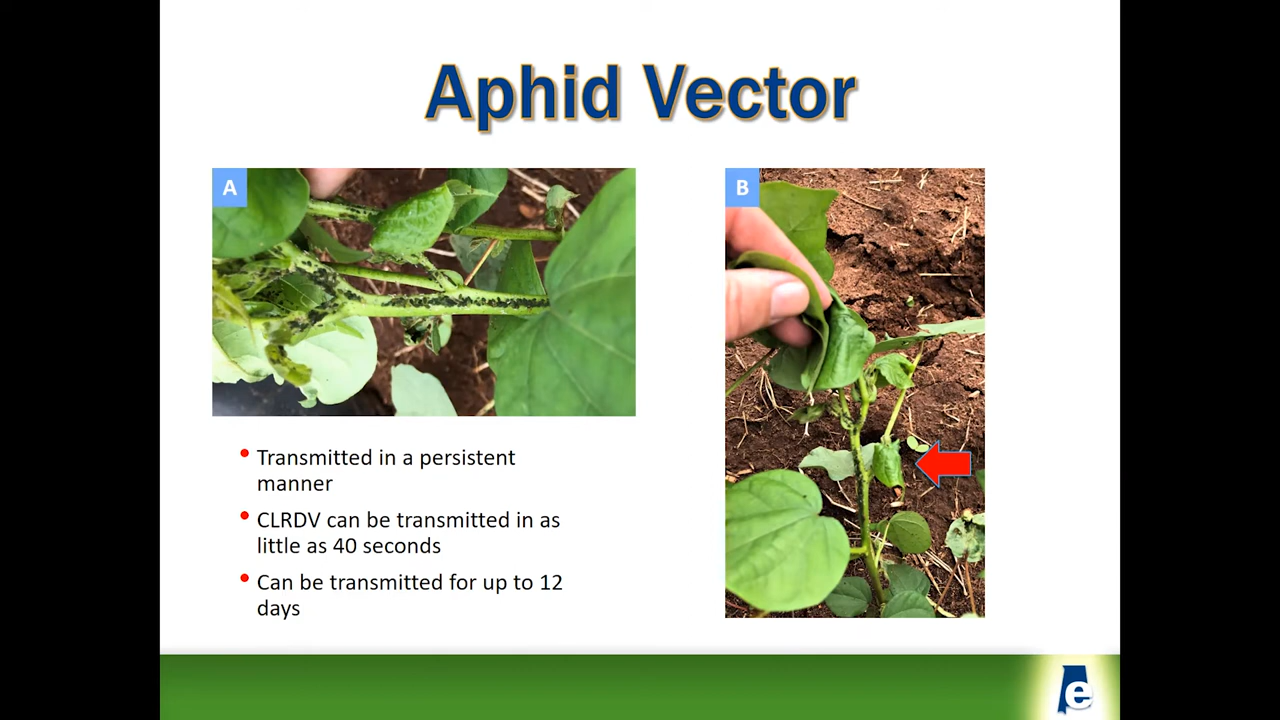 Aphid Vector
A
B
• Transmitted in a persistent
manner
• CLRDV can be transmitted in as
little as 40 seconds
• Can be transmitted for up to 12
days
e